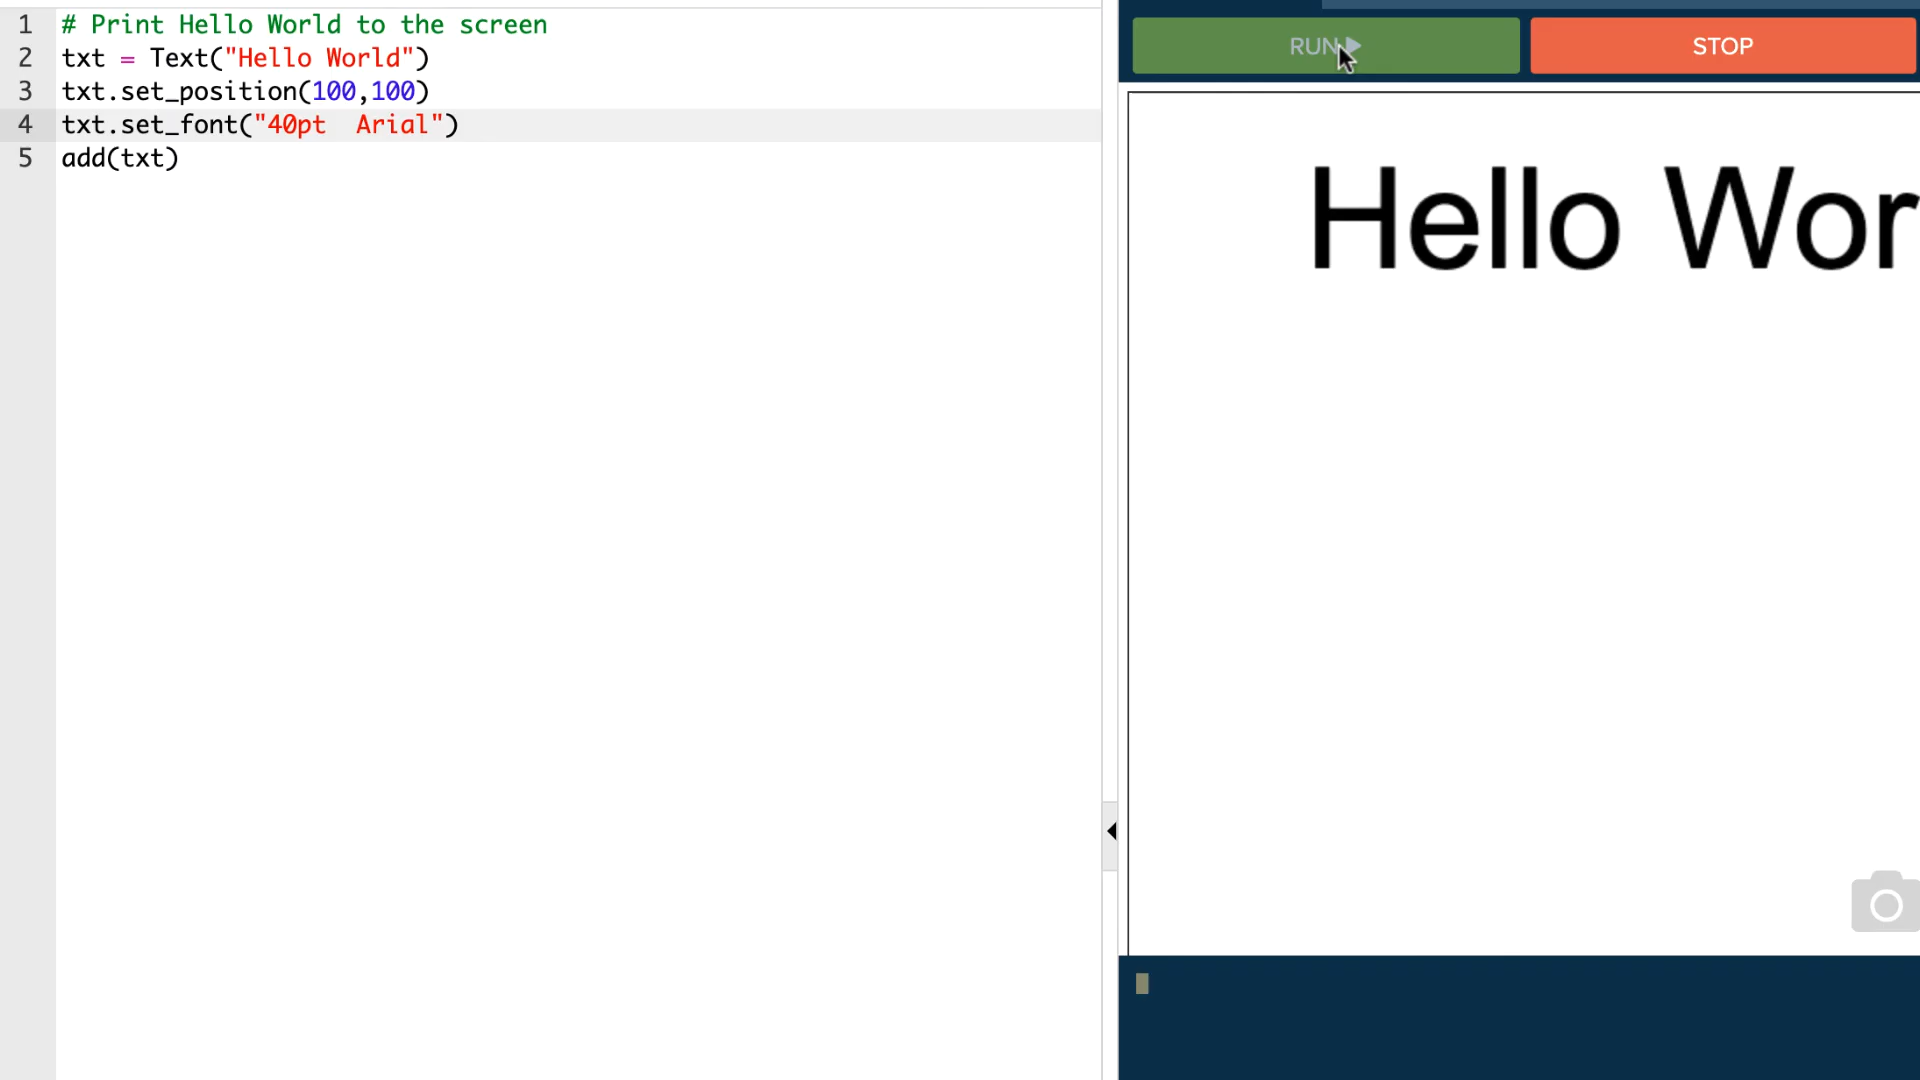 1 # Print Hello World to the screen
2 txt = Text("Hello World")
3 txt.set_position(100,100)
4 txt.set_font("40pt  Arial")
5 add(txt)
RUN
STOP
Hello Wor